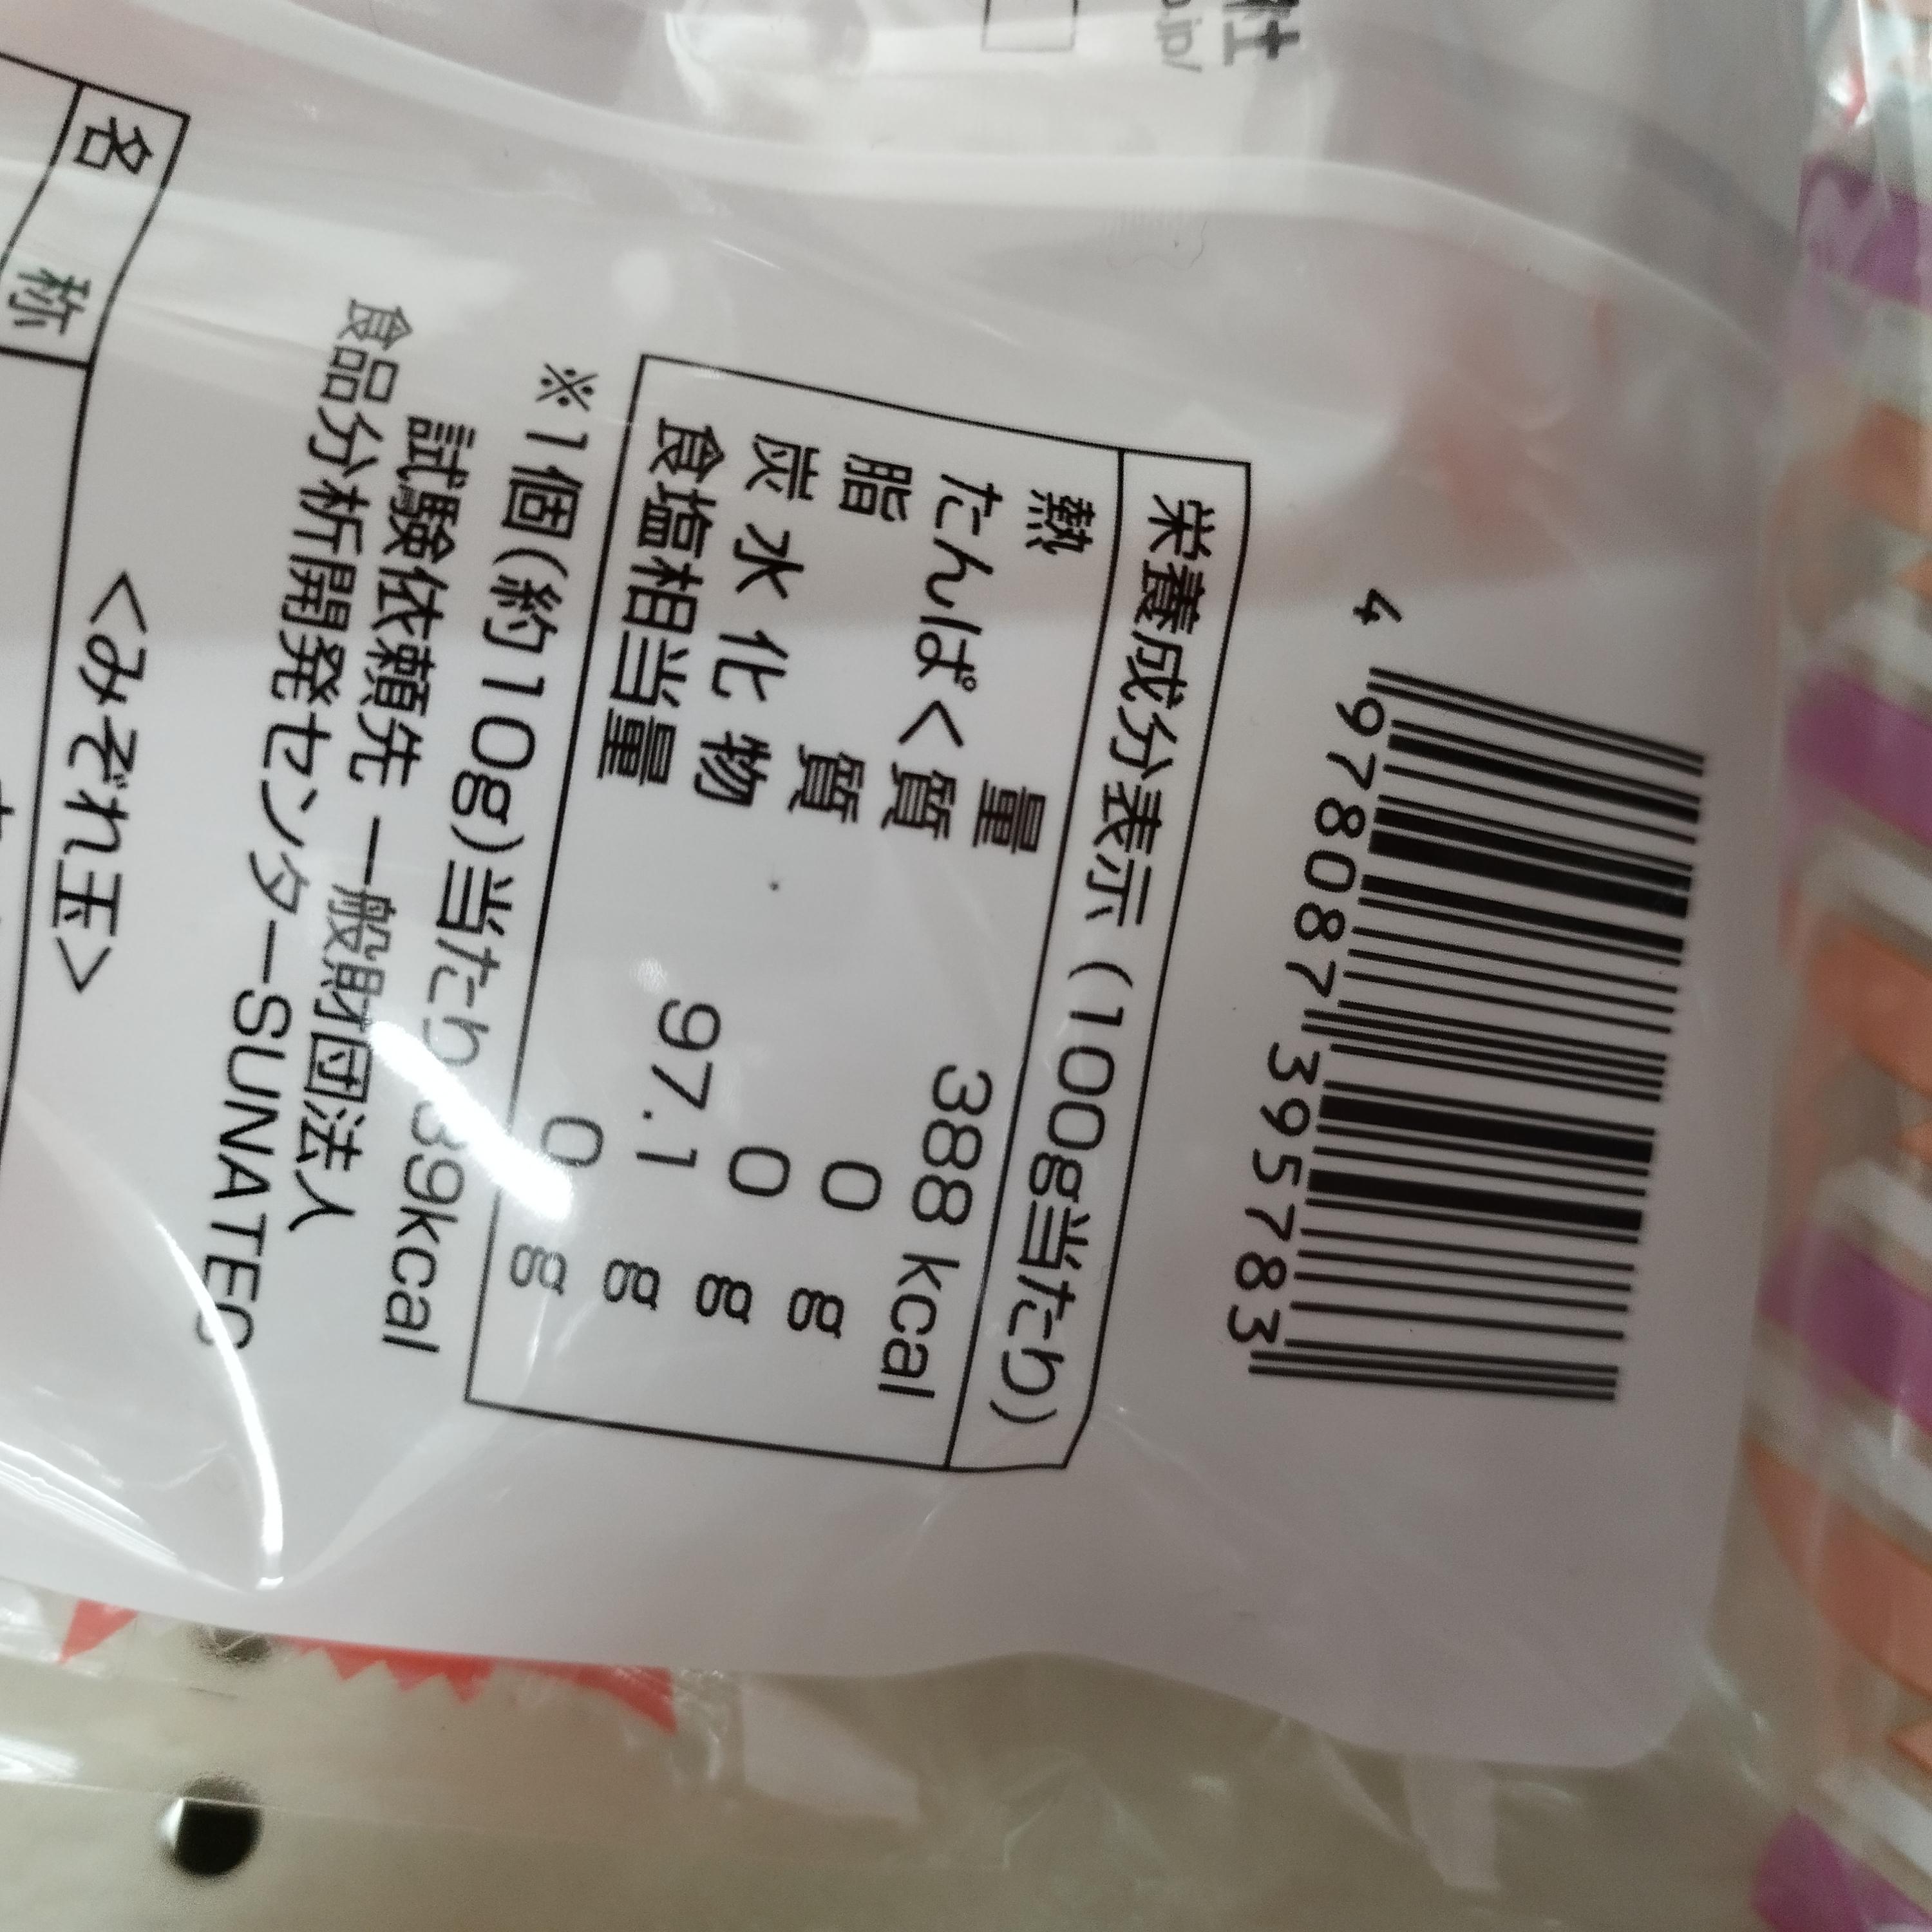 社
.jp/
4 978087 395783
栄養成分表示(100g当たり)
熱量 388 kcal
たんぱく質 0 g
脂質 0 g
炭水化物 97.1 g
食塩相当量 0 g
※1個(約10g)当たり 39kcal
試験依頼先 一般財団法人
食品分析開発センターSUNATEC
<みぞれ玉>
名称